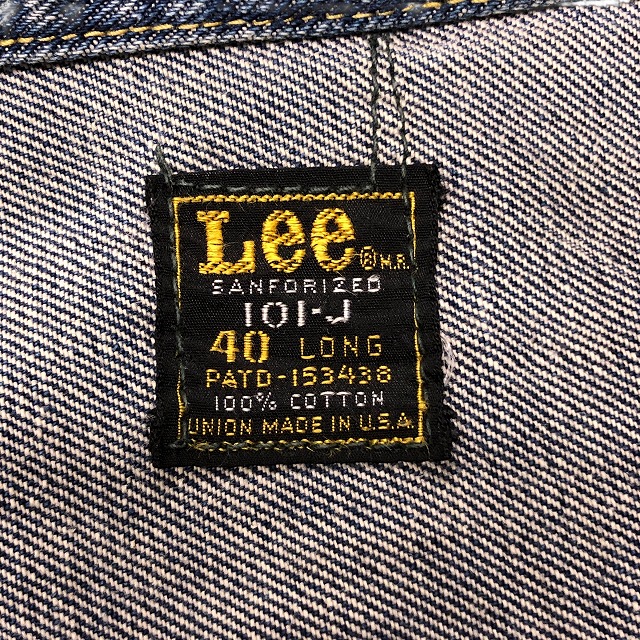 Lee® M.R.
SANFORIZED
101-J
40 LONG
PATD-153438
100% COTTON
UNION MADE IN U.S.A